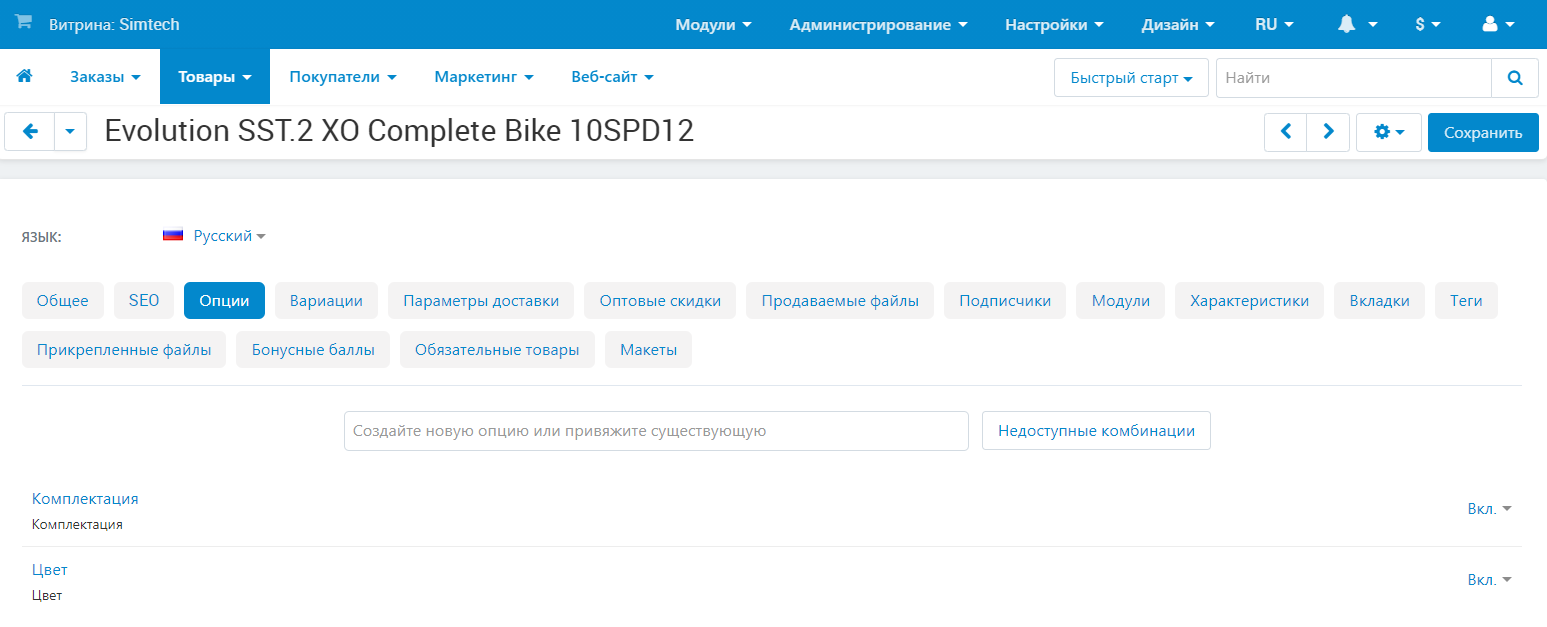 Витрина: Simtech Модули Администрирование Настройки Дизайн RU $
Заказы Товары Покупатели Маркетинг Веб-сайт Быстрый старт Найти
Evolution SST.2 XO Complete Bike 10SPD12 Сохранить
ЯЗЫК: Русский
Общее SEO Опции Вариации Параметры доставки Оптовые скидки Продаваемые файлы Подписчики Модули Характеристики Вкладки Теги
Прикрепленные файлы Бонусные баллы Обязательные товары Макеты
Создайте новую опцию или привяжите существующую Недоступные комбинации
Комплектация
Комплектация
Вкл.
Цвет
Цвет
Вкл.